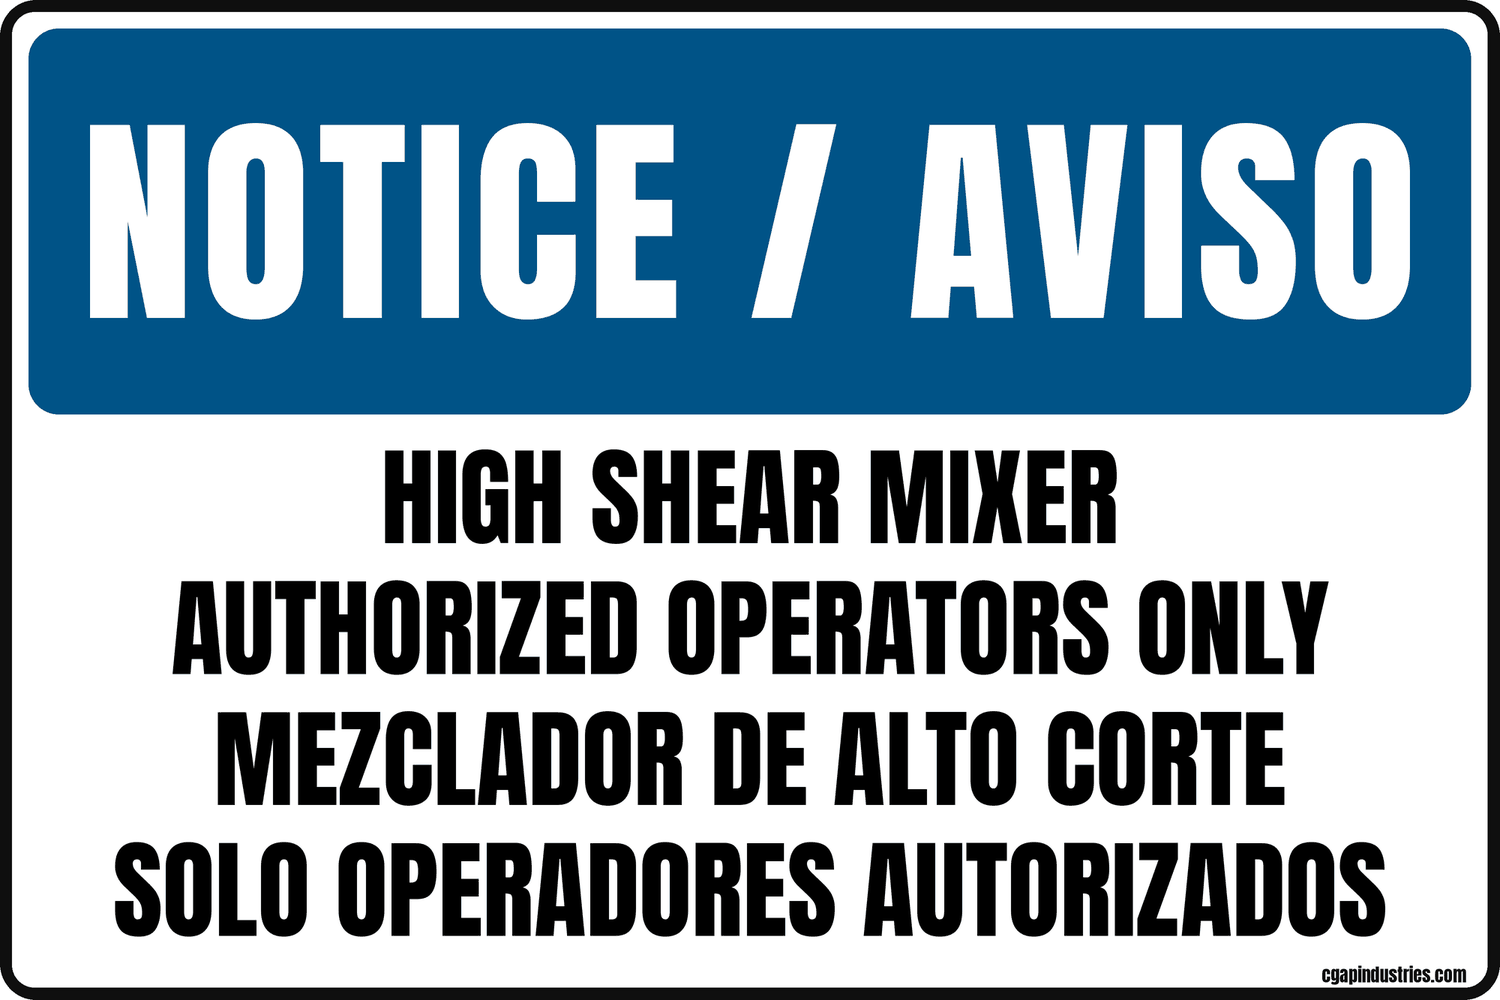 NOTICE / AVISO
HIGH SHEAR MIXER
AUTHORIZED OPERATORS ONLY
MEZCLADOR DE ALTO CORTE
SOLO OPERADORES AUTORIZADOS
cgapindustries.com